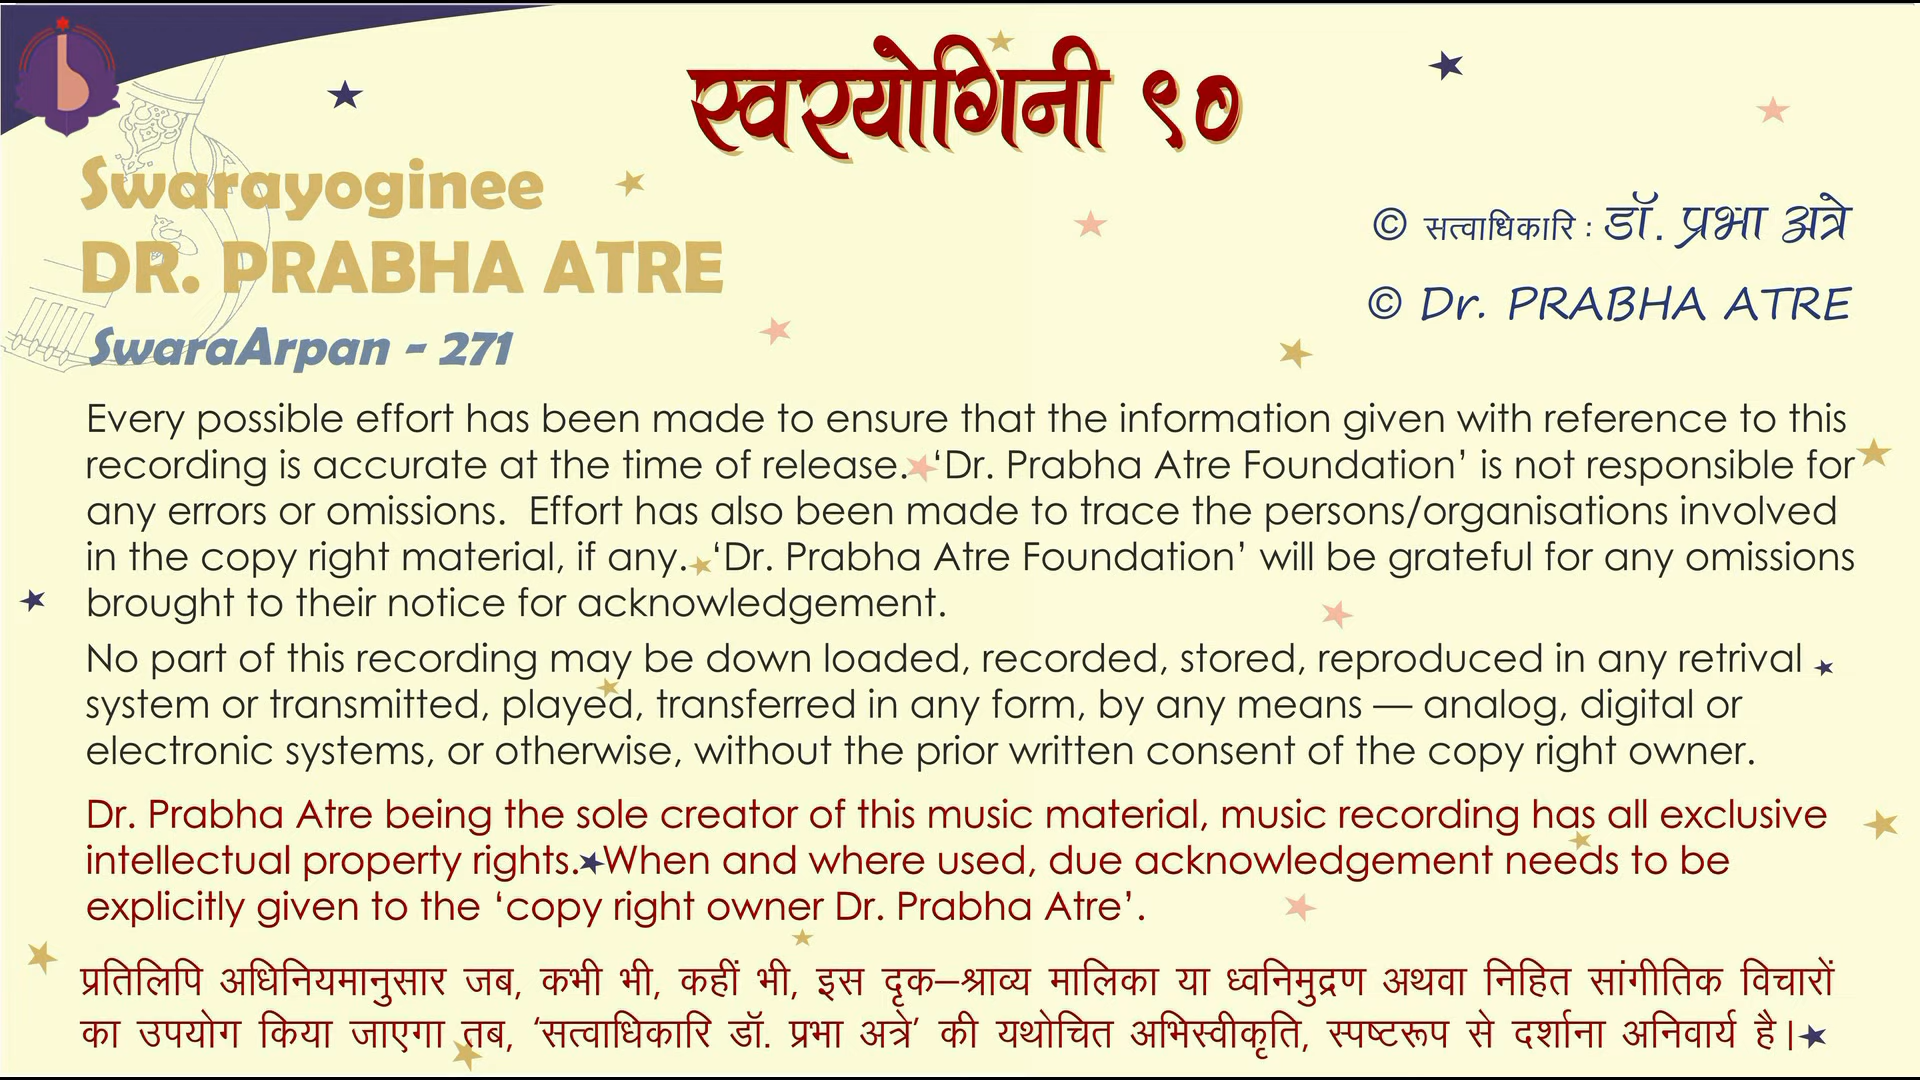 स्वरयोगिनी ९०
Swarayoginee
DR. PRABHA ATRE
SwaraArpan - 271
© सत्वाधिकारि : डॉ. प्रभा अत्रे
© Dr. PRABHA ATRE
Every possible effort has been made to ensure that the information given with reference to this
recording is accurate at the time of release. ‘Dr. Prabha Atre Foundation’ is not responsible for
any errors or omissions.  Effort has also been made to trace the persons/organisations involved
in the copy right material, if any. ‘Dr. Prabha Atre Foundation’ will be grateful for any omissions
brought to their notice for acknowledgement.
No part of this recording may be down loaded, recorded, stored, reproduced in any retrival
system or transmitted, played, transferred in any form, by any means — analog, digital or
electronic systems, or otherwise, without the prior written consent of the copy right owner.
Dr. Prabha Atre being the sole creator of this music material, music recording has all exclusive
intellectual property rights. When and where used, due acknowledgement needs to be
explicitly given to the ‘copy right owner Dr. Prabha Atre’.
प्रतिलिपि अधिनियमानुसार जब, कभी भी, कहीं भी, इस दृक–श्राव्य मालिका या ध्वनिमुद्रण अथवा निहित सांगीतिक विचारों
का उपयोग किया जाएगा तब, ‘सत्वाधिकारि डॉ. प्रभा अत्रे’ की यथोचित अभिस्वीकृति, स्पष्टरूप से दर्शाना अनिवार्य है।